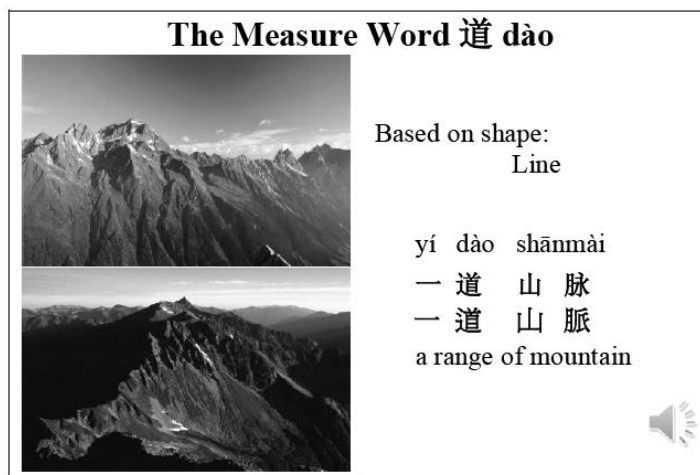 The Measure Word 道 dào
Based on shape:
Line
yí dào shānmài
一 道 山 脉
一 道 山 脈
a range of mountain